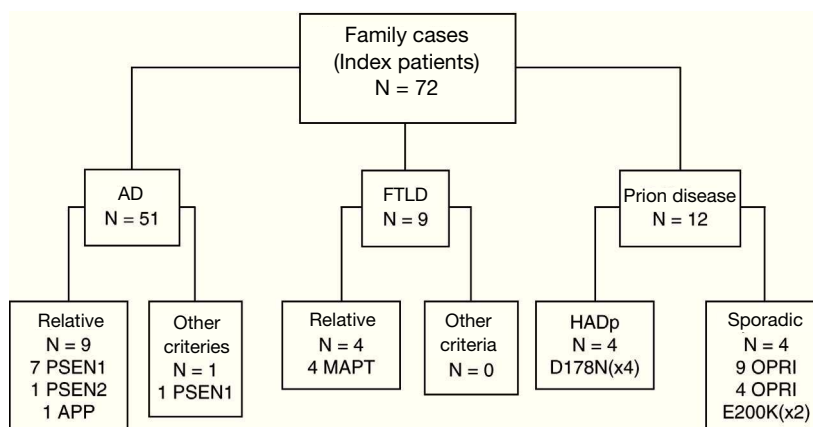 Family cases
(Index patients)
N = 72
AD
N = 51
FTLD
N = 9
Prion disease
N = 12
Relative
N = 9
7 PSEN1
1 PSEN2
1 APP
Other
criteries
N = 1
1 PSEN1
Relative
N = 4
4 MAPT
Other
criteria
N = 0
HADp
N = 4
D178N(x4)
Sporadic
N = 4
9 OPRI
4 OPRI
E200K(x2)